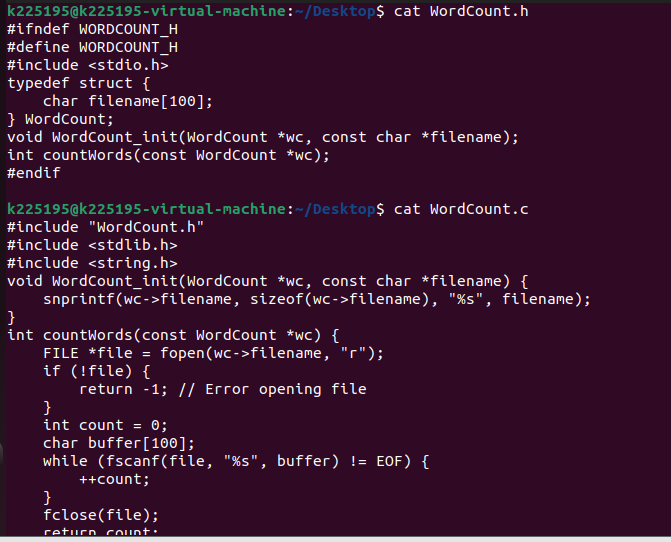 k225195@k225195-virtual-machine:~/Desktop$ cat WordCount.h
#ifndef WORDCOUNT_H
#define WORDCOUNT_H
#include <stdio.h>
typedef struct {
    char filename[100];
} WordCount;
void WordCount_init(WordCount *wc, const char *filename);
int countWords(const WordCount *wc);
#endif

k225195@k225195-virtual-machine:~/Desktop$ cat WordCount.c
#include "WordCount.h"
#include <stdlib.h>
#include <string.h>
void WordCount_init(WordCount *wc, const char *filename) {
    snprintf(wc->filename, sizeof(wc->filename), "%s", filename);
}
int countWords(const WordCount *wc) {
    FILE *file = fopen(wc->filename, "r");
    if (!file) {
        return -1; // Error opening file
    }
    int count = 0;
    char buffer[100];
    while (fscanf(file, "%s", buffer) != EOF) {
        ++count;
    }
    fclose(file);
    return count;